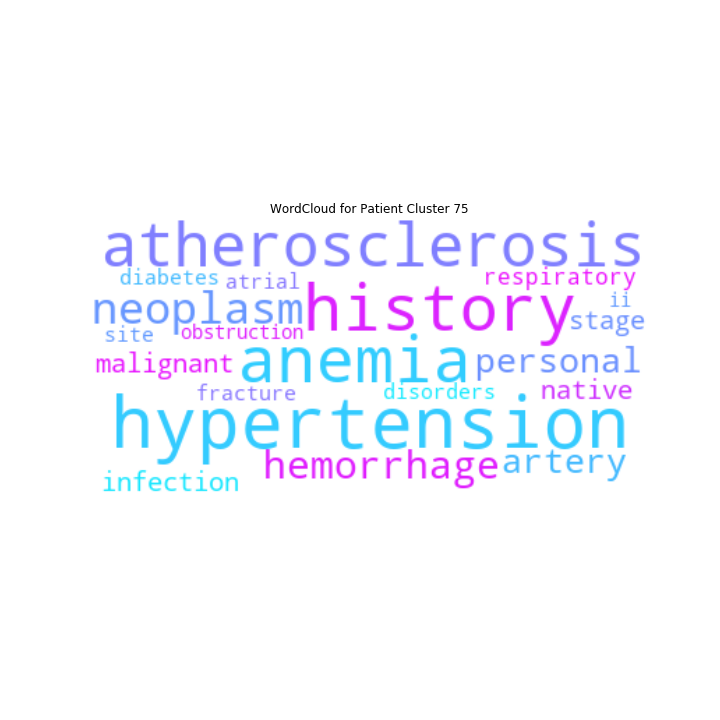 WordCloud for Patient Cluster 75
atherosclerosis
diabetes atrial respiratory
neoplasm history ii
site obstruction stage
malignant anemia personal
fracture disorders native
hypertension
hemorrhage artery
infection